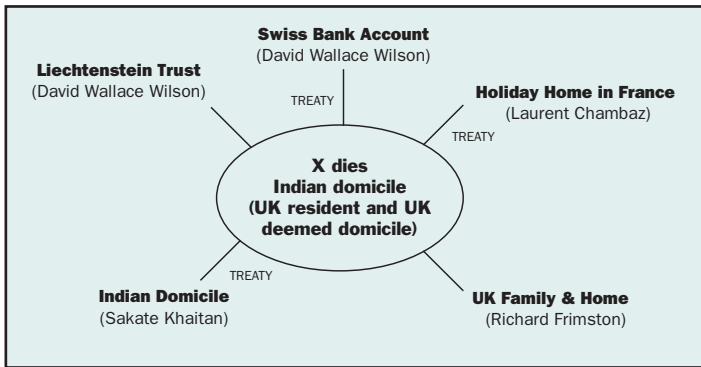 Swiss Bank Account
(David Wallace Wilson)
Liechtenstein Trust
(David Wallace Wilson)
TREATY
Holiday Home in France
(Laurent Chambaz)
TREATY
X dies
Indian domicile
(UK resident and UK
deemed domicile)
TREATY
Indian Domicile
(Sakate Khaitan)
UK Family & Home
(Richard Frimston)